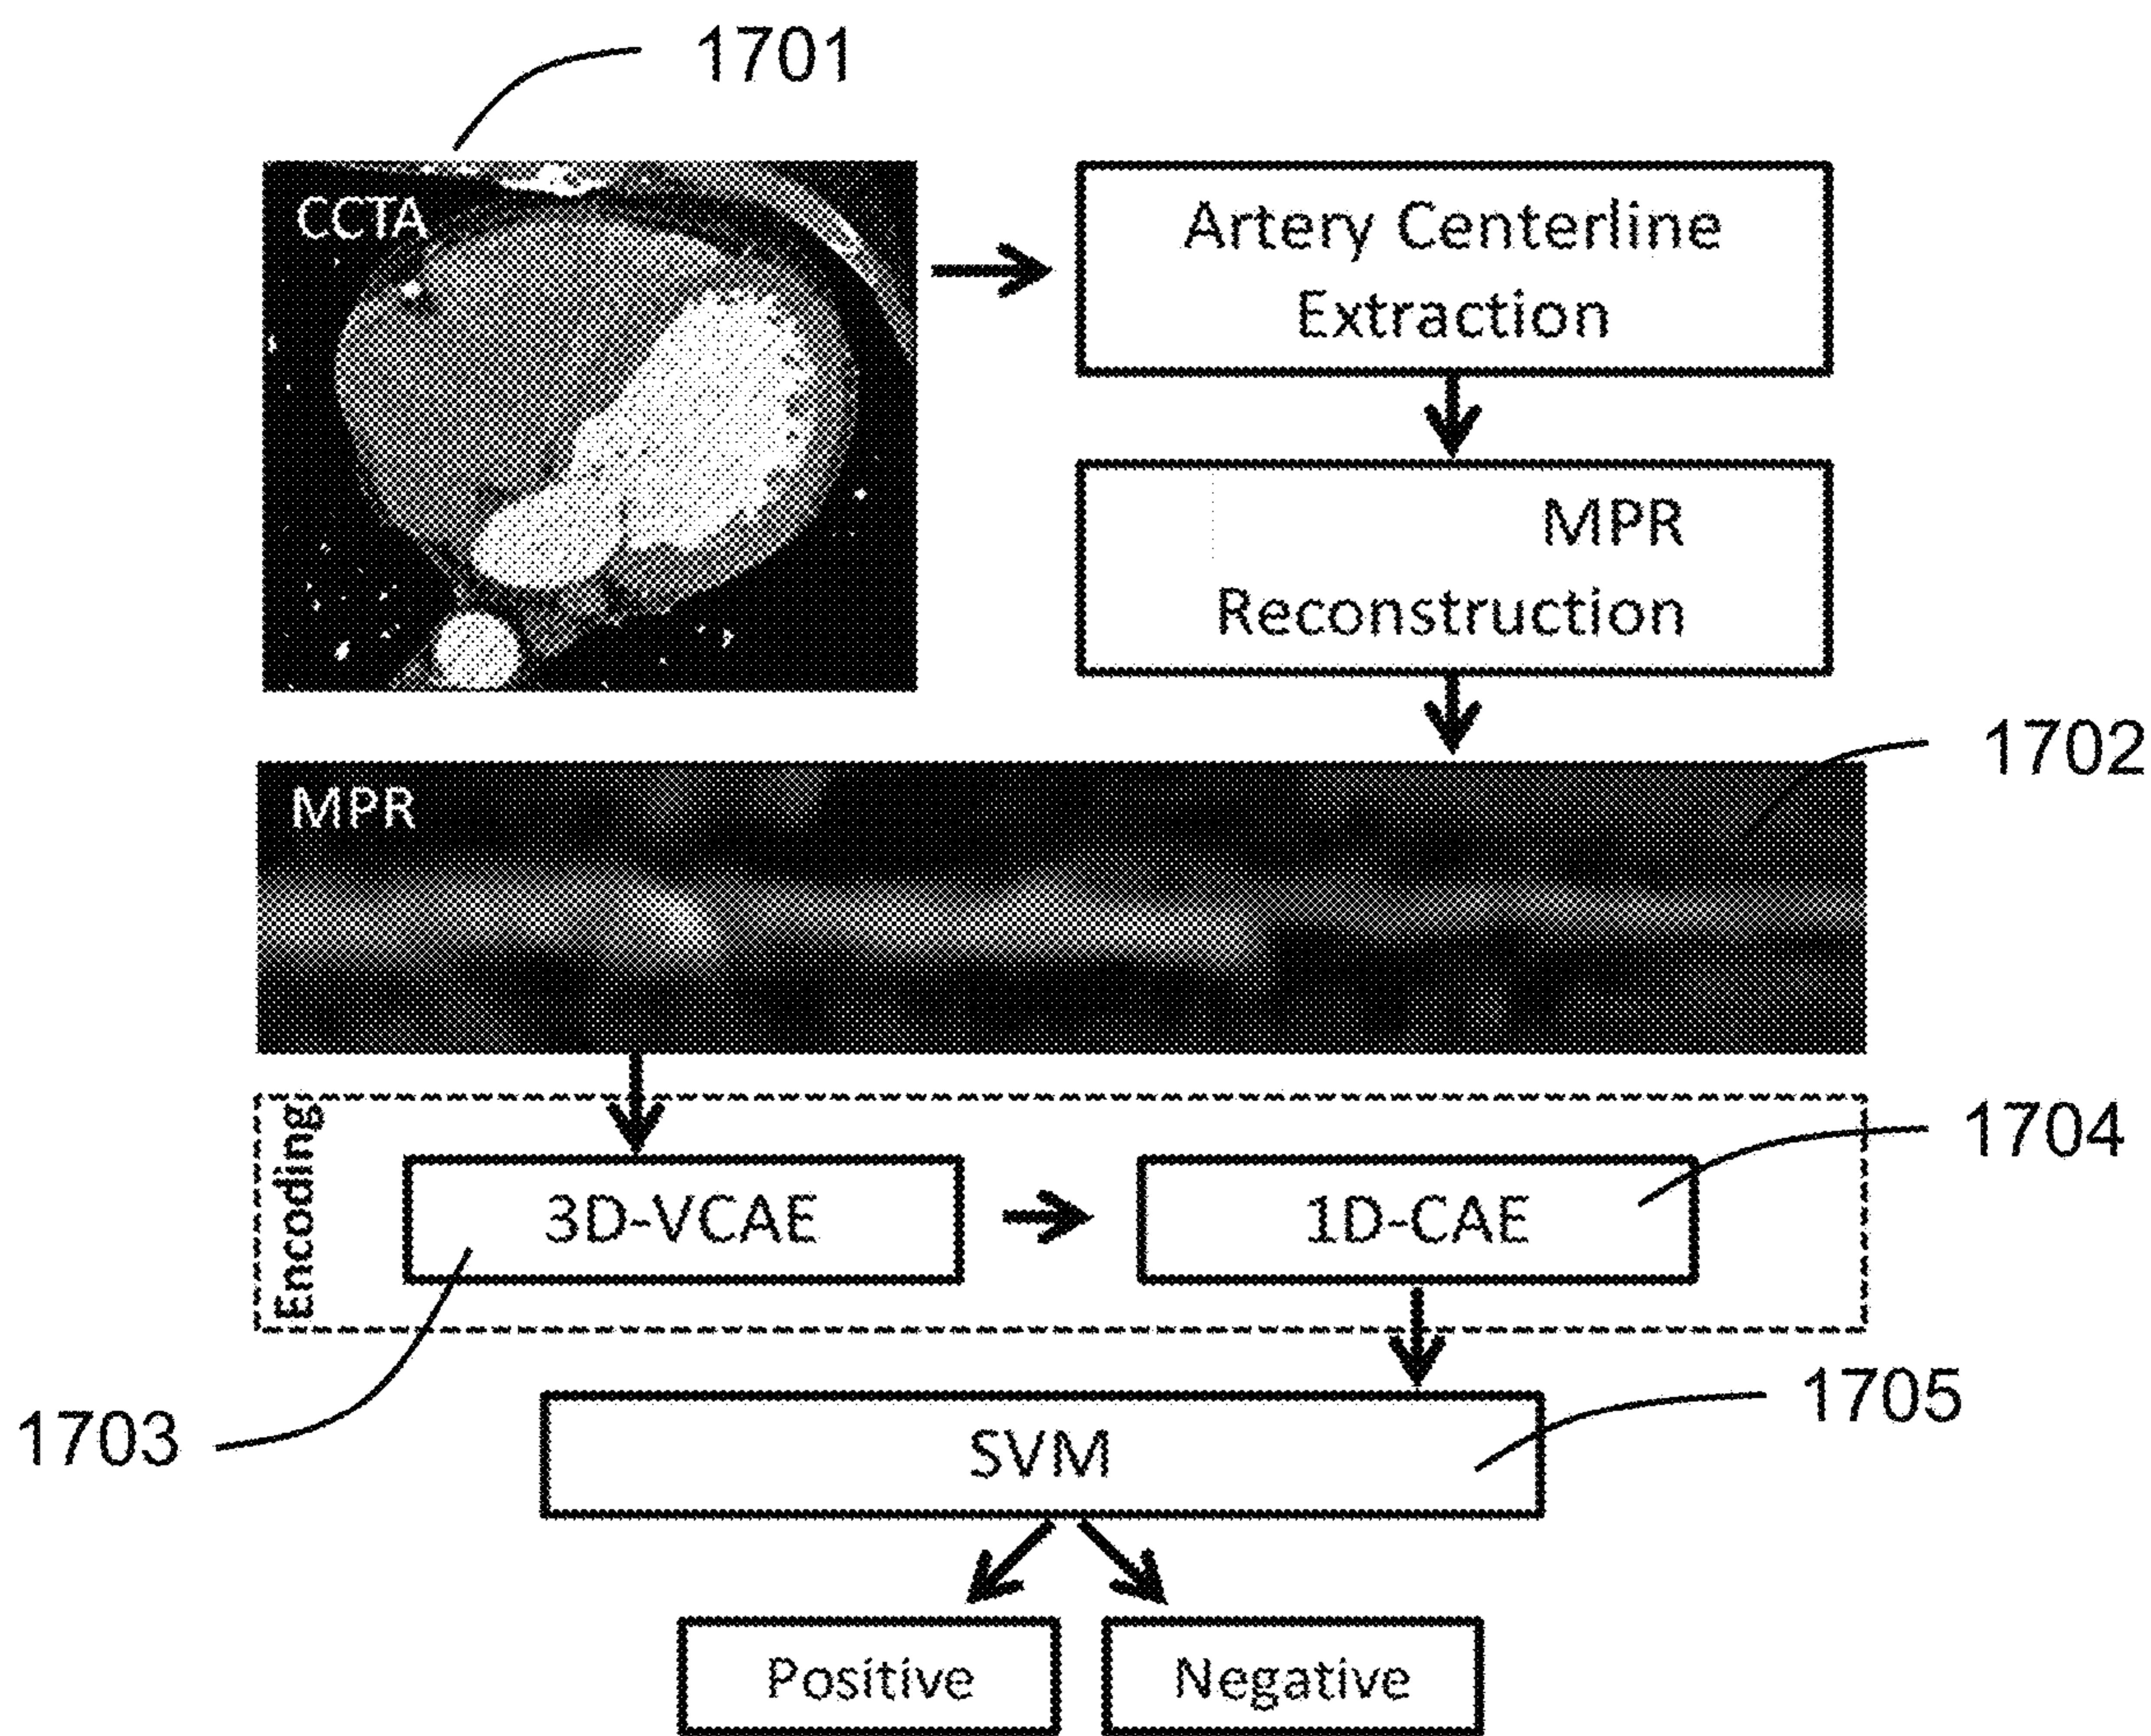 1701
CCTA
Artery Centerline
Extraction
MPR
Reconstruction
1702
MPR
Encoding
3D-VCAE
1D-CAE
1704
1703
SVM
1705
Positive
Negative